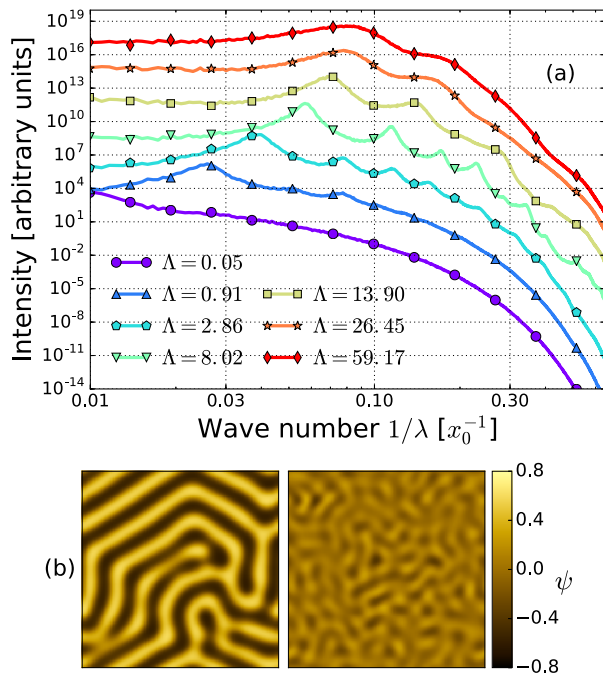 10^19
10^16
10^13
10^10
10^7
10^4
10^1
10^−2
10^−5
10^−8
10^−11
10^−14
Intensity [arbitrary units]
(a)
Λ = 0.05
Λ = 0.91
Λ = 2.86
Λ = 8.02
Λ = 13.90
Λ = 26.45
Λ = 59.17
0.01 0.03 0.10 0.30
Wave number 1/λ [x_0^−1]
(b)
0.8
0.4
0.0
−0.4
−0.8
ψ